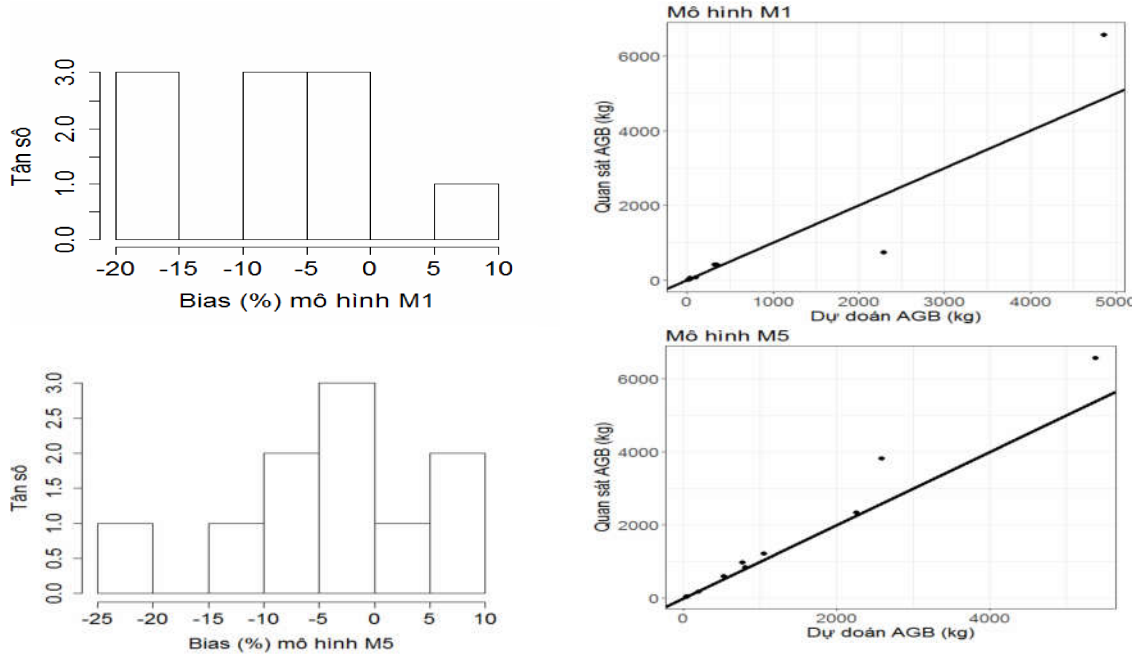 3.0
2.0
1.0
0.0
Tân sô
-20 -15 -10 -5 0 5 10
Bias (%) mô hình M1
Mô hình M1
6000
4000
2000
0
Quan sát AGB (kg)
0 1000 2000 3000 4000 5000
Dự đoán AGB (kg)
3.0
2.5
2.0
1.5
1.0
0.5
0.0
Tân sô
-25 -20 -15 -10 -5 0 5 10
Bias (%) mô hình M5
Mô hình M5
6000
4000
2000
0
Quan sát AGB (kg)
0 2000 4000
Dự đoán AGB (kg)